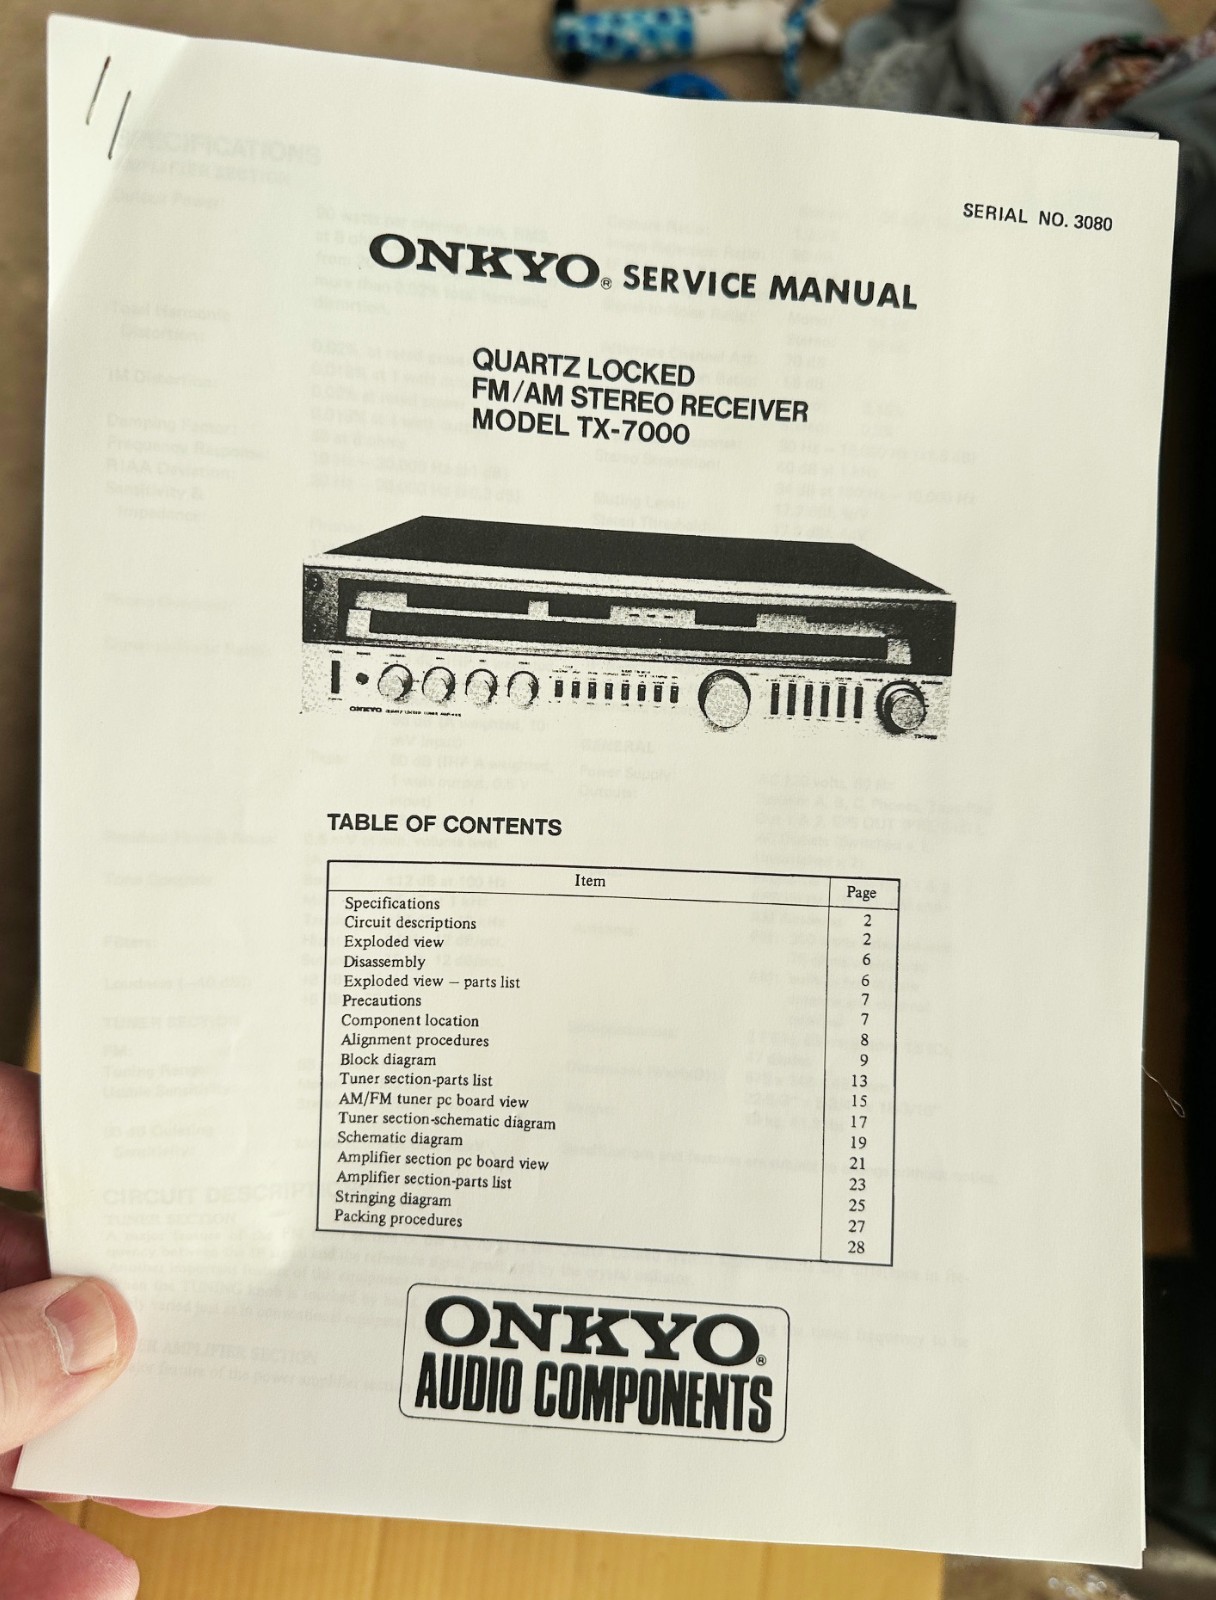 SERIAL NO. 3080
ONKYO® SERVICE MANUAL
QUARTZ LOCKED
FM/AM STEREO RECEIVER
MODEL TX-7000
ONKYO
TABLE OF CONTENTS
Item Page
Specifications 2
Circuit descriptions 2
Exploded view 6
Disassembly 6
Exploded view – parts list 7
Precautions 7
Component location 8
Alignment procedures 9
Block diagram 13
Tuner section-parts list 15
AM/FM tuner pc board view 17
Tuner section-schematic diagram 19
Schematic diagram 21
Amplifier section pc board view 23
Amplifier section-parts list 25
Stringing diagram 27
Packing procedures 28
ONKYO®
AUDIO COMPONENTS